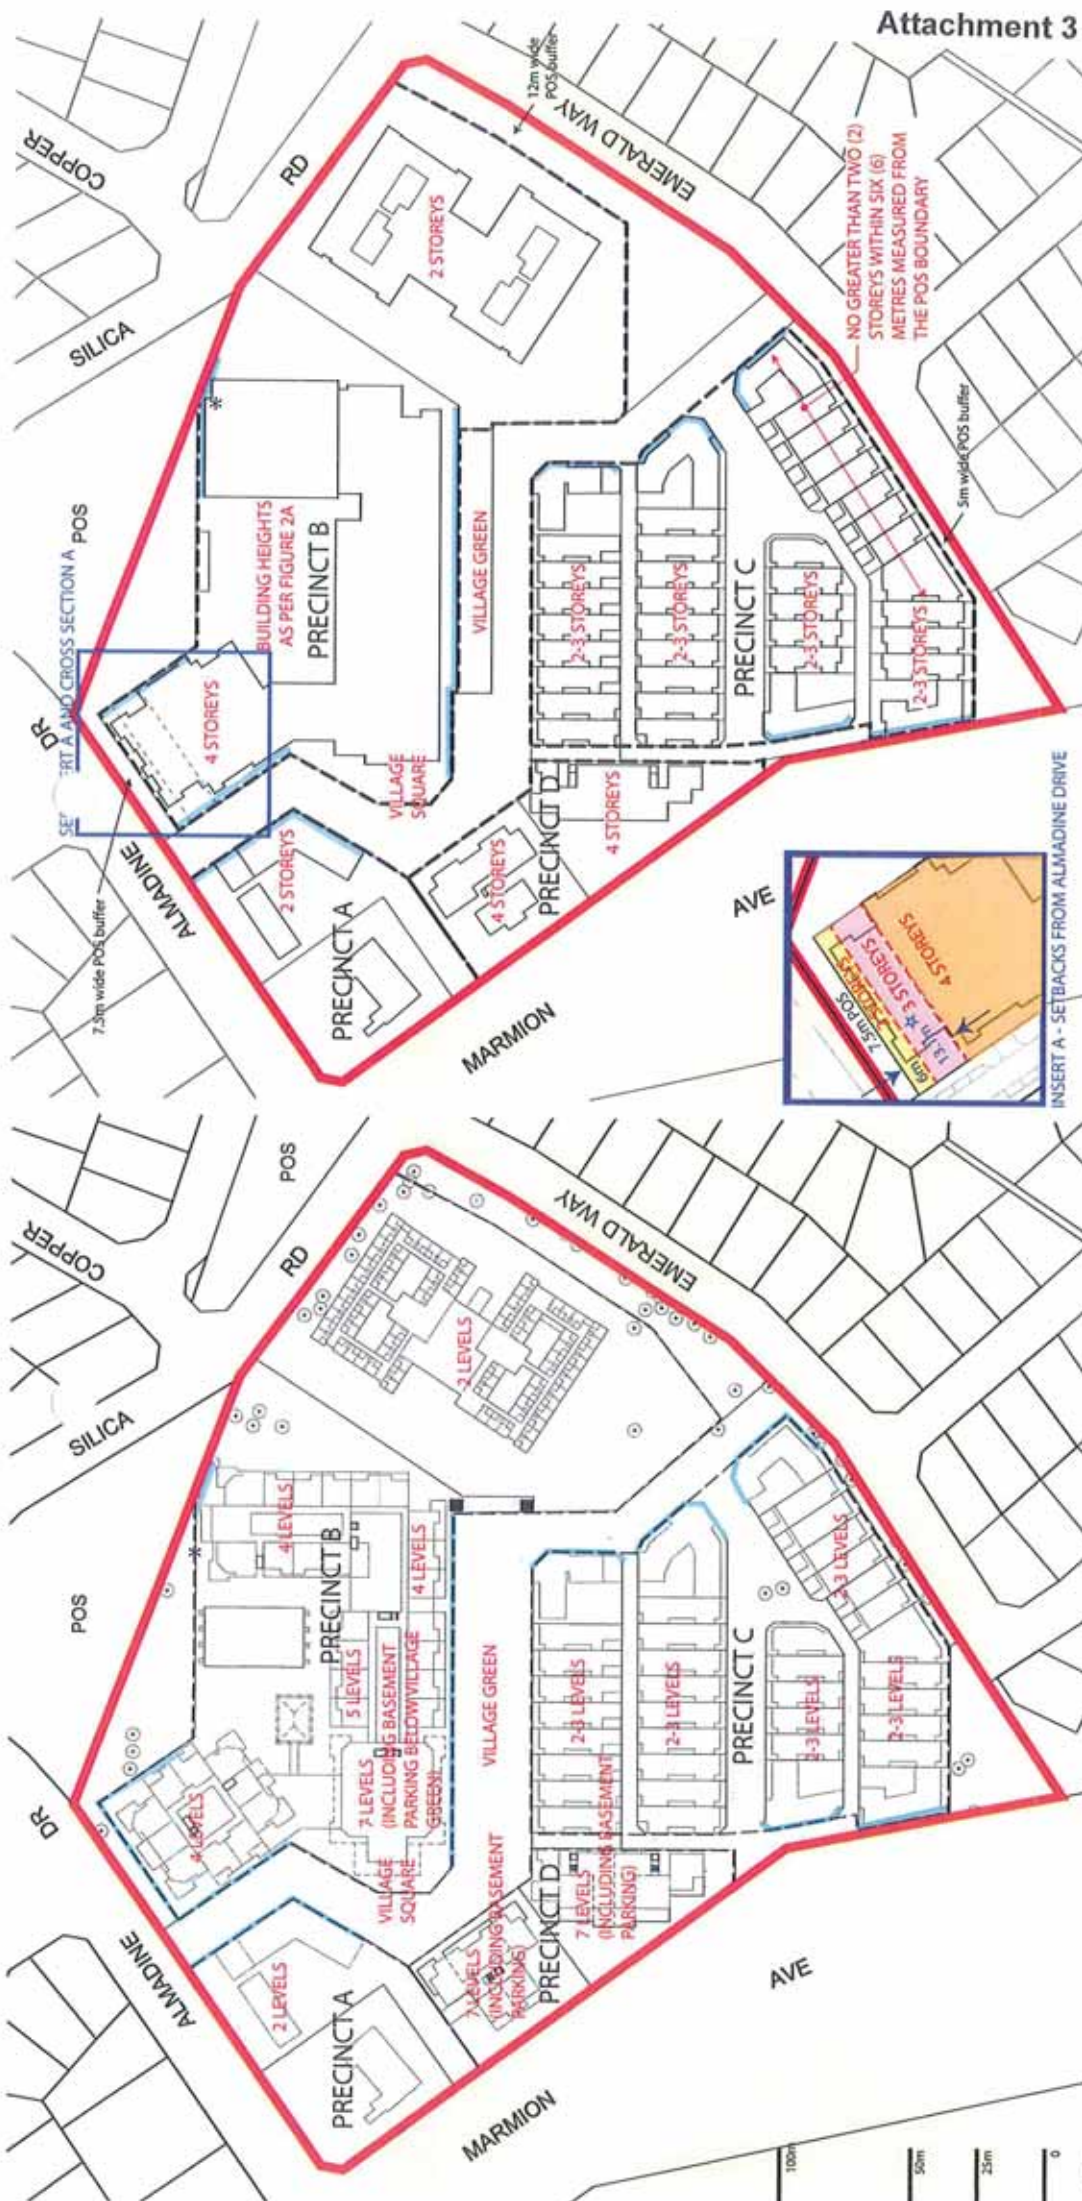 Attachment 3
COPPER
RD
SILICA
POS
12m wide
POS buffer
EMERALD WAY
2 STOREYS
NO GREATER THAN TWO (2)
STOREYS WITHIN SIX (6)
METRES MEASURED FROM
THE POS BOUNDARY
*
BUILDING HEIGHTS
AS PER FIGURE 2A
PRECINCT B
VILLAGE GREEN
5m wide POS buffer
RT A AND CROSS SECTION A
DR
4 STOREYS
2-3 STOREYS
2-3 STOREYS
PRECINCT C
2-3 STOREYS
2-3 STOREYS
7.5m wide POS buffer
ALMADINE
VILLAGE
SQUARE
2 STOREYS
PRECINCT A
4 STOREYS
PRECINCT D
4 STOREYS
MARMION
AVE
7.5m POS
6m
3 STOREYS
13.1m
4 STOREYS
INSERT A - SETBACKS FROM ALMADINE DRIVE
COPPER
POS
RD
SILICA
EMERALD WAY
2 LEVELS
POS
*
4 LEVELS
PRECINCT B
4 LEVELS
5 LEVELS
7 LEVELS
(INCLUDING BASEMENT
PARKING BELOW VILLAGE
GREEN)
VILLAGE GREEN
2-3 LEVELS
DR
4 LEVELS
2-3 LEVELS
2-3 LEVELS
PRECINCT C
2-3 LEVELS
2-3 LEVELS
ALMADINE
VILLAGE
SQUARE
2 LEVELS
PRECINCT A
7 LEVELS
(INCLUDING BASEMENT
PARKING)
PRECINCT D
7 LEVELS
(INCLUDING BASEMENT
PARKING)
MARMION
AVE
100m
50m
25m
0